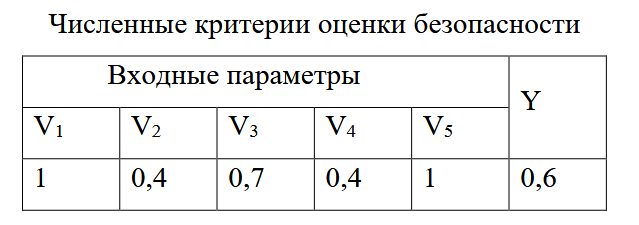 Численные критерии оценки безопасности
Входные параметры
Y
V₁ V₂ V₃ V₄ V₅
1 0,4 0,7 0,4 1 0,6